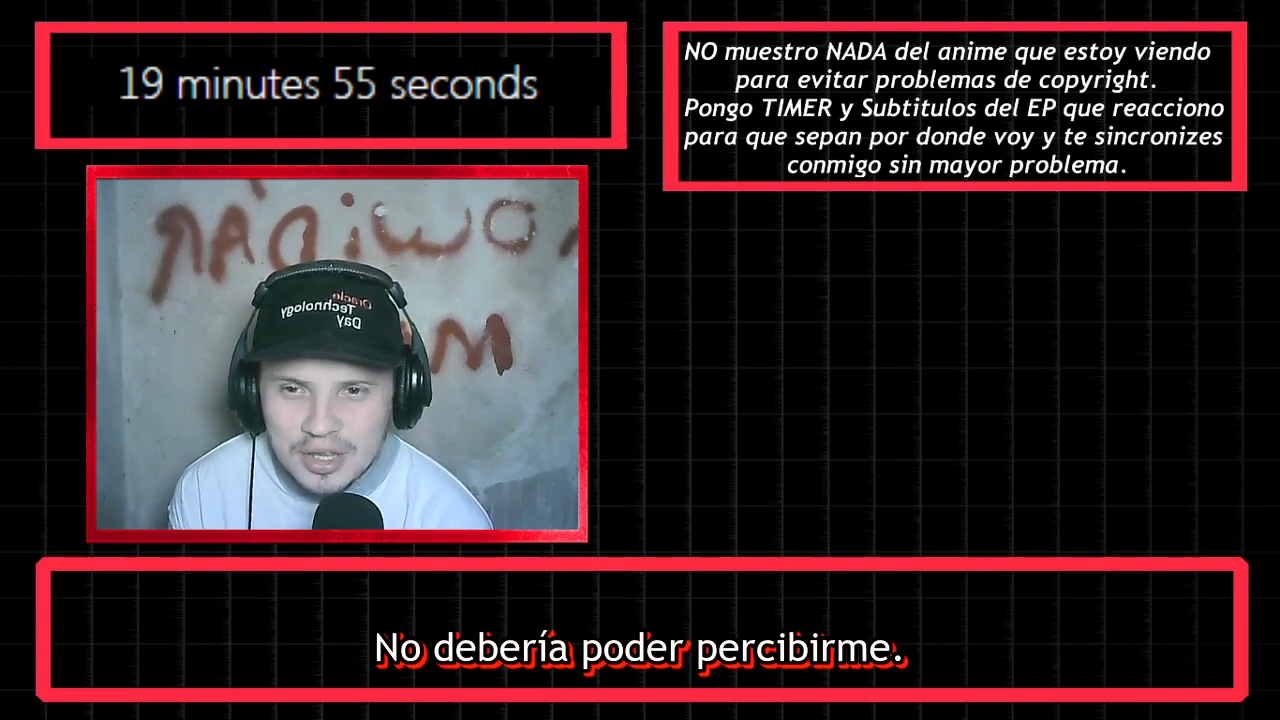 19 minutes 55 seconds
NO muestro NADA del anime que estoy viendo
para evitar problemas de copyright.
Pongo TIMER y Subtitulos del EP que reacciono
para que sepan por donde voy y te sincronizes
conmigo sin mayor problema.
Oracle
Technology
Day
No debería poder percibirme.